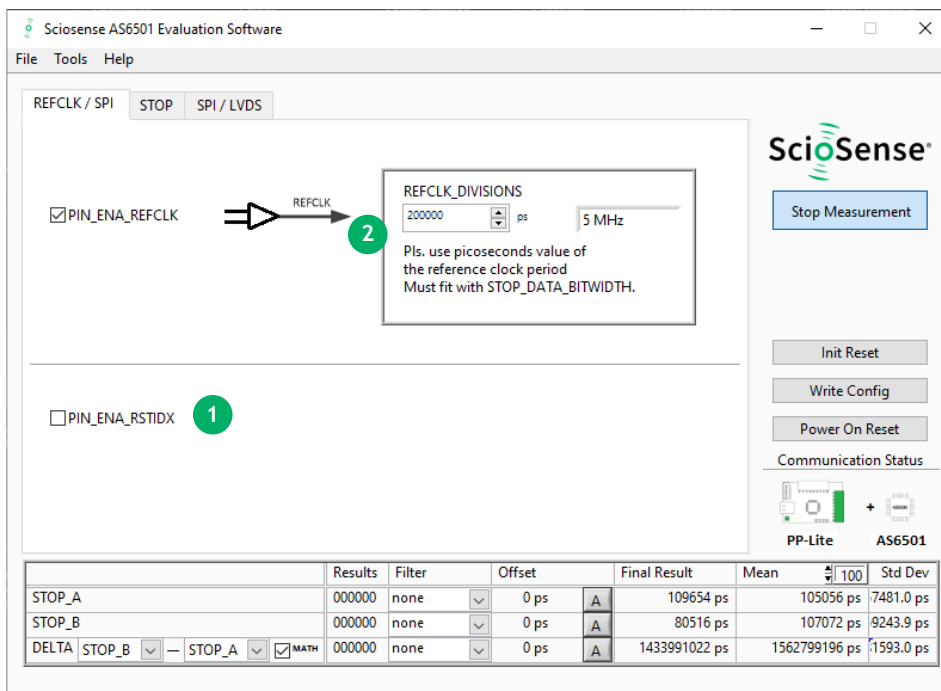 Sciosense AS6501 Evaluation Software
File Tools Help
REFCLK / SPI STOP SPI / LVDS
ScioSense
PIN_ENA_REFCLK
REFCLK
2
REFCLK_DIVISIONS
200000 ps 5 MHz
Pls. use picoseconds value of
the reference clock period
Must fit with STOP_DATA_BITWIDTH.
Stop Measurement
Init Reset
Write Config
Power On Reset
PIN_ENA_RSTIDX
1
Communication Status
+
PP-Lite AS6501
Results Filter Offset Final Result Mean 100 Std Dev
STOP_A 000000 none 0 ps A 109654 ps 105056 ps 7481.0 ps
STOP_B 000000 none 0 ps A 80516 ps 107072 ps 9243.9 ps
DELTA STOP_B — STOP_A MATH 000000 none 0 ps A 1433991022 ps 1562799196 ps 1593.0 ps